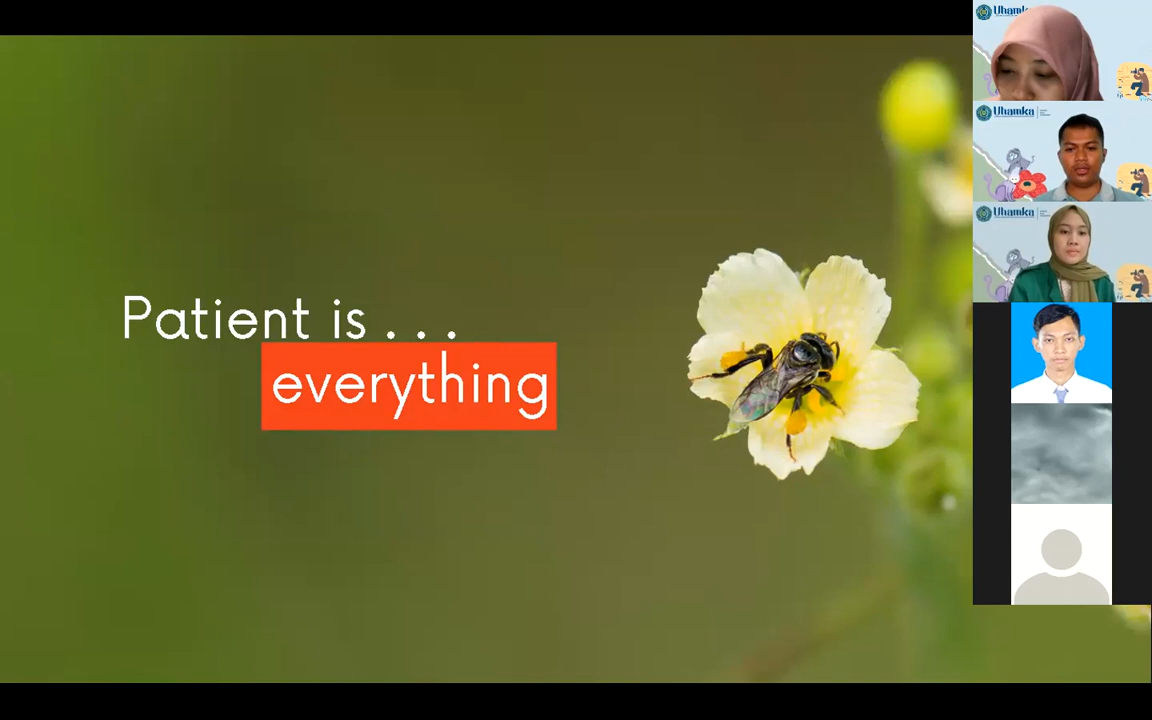 Patient is . . .
everything
Uhamka
Uhamka
Uhamka